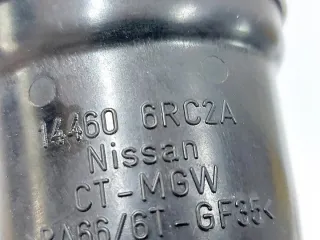 14460 6RC2A
Nissan
CT-MGW
PA66/6T-GF35<